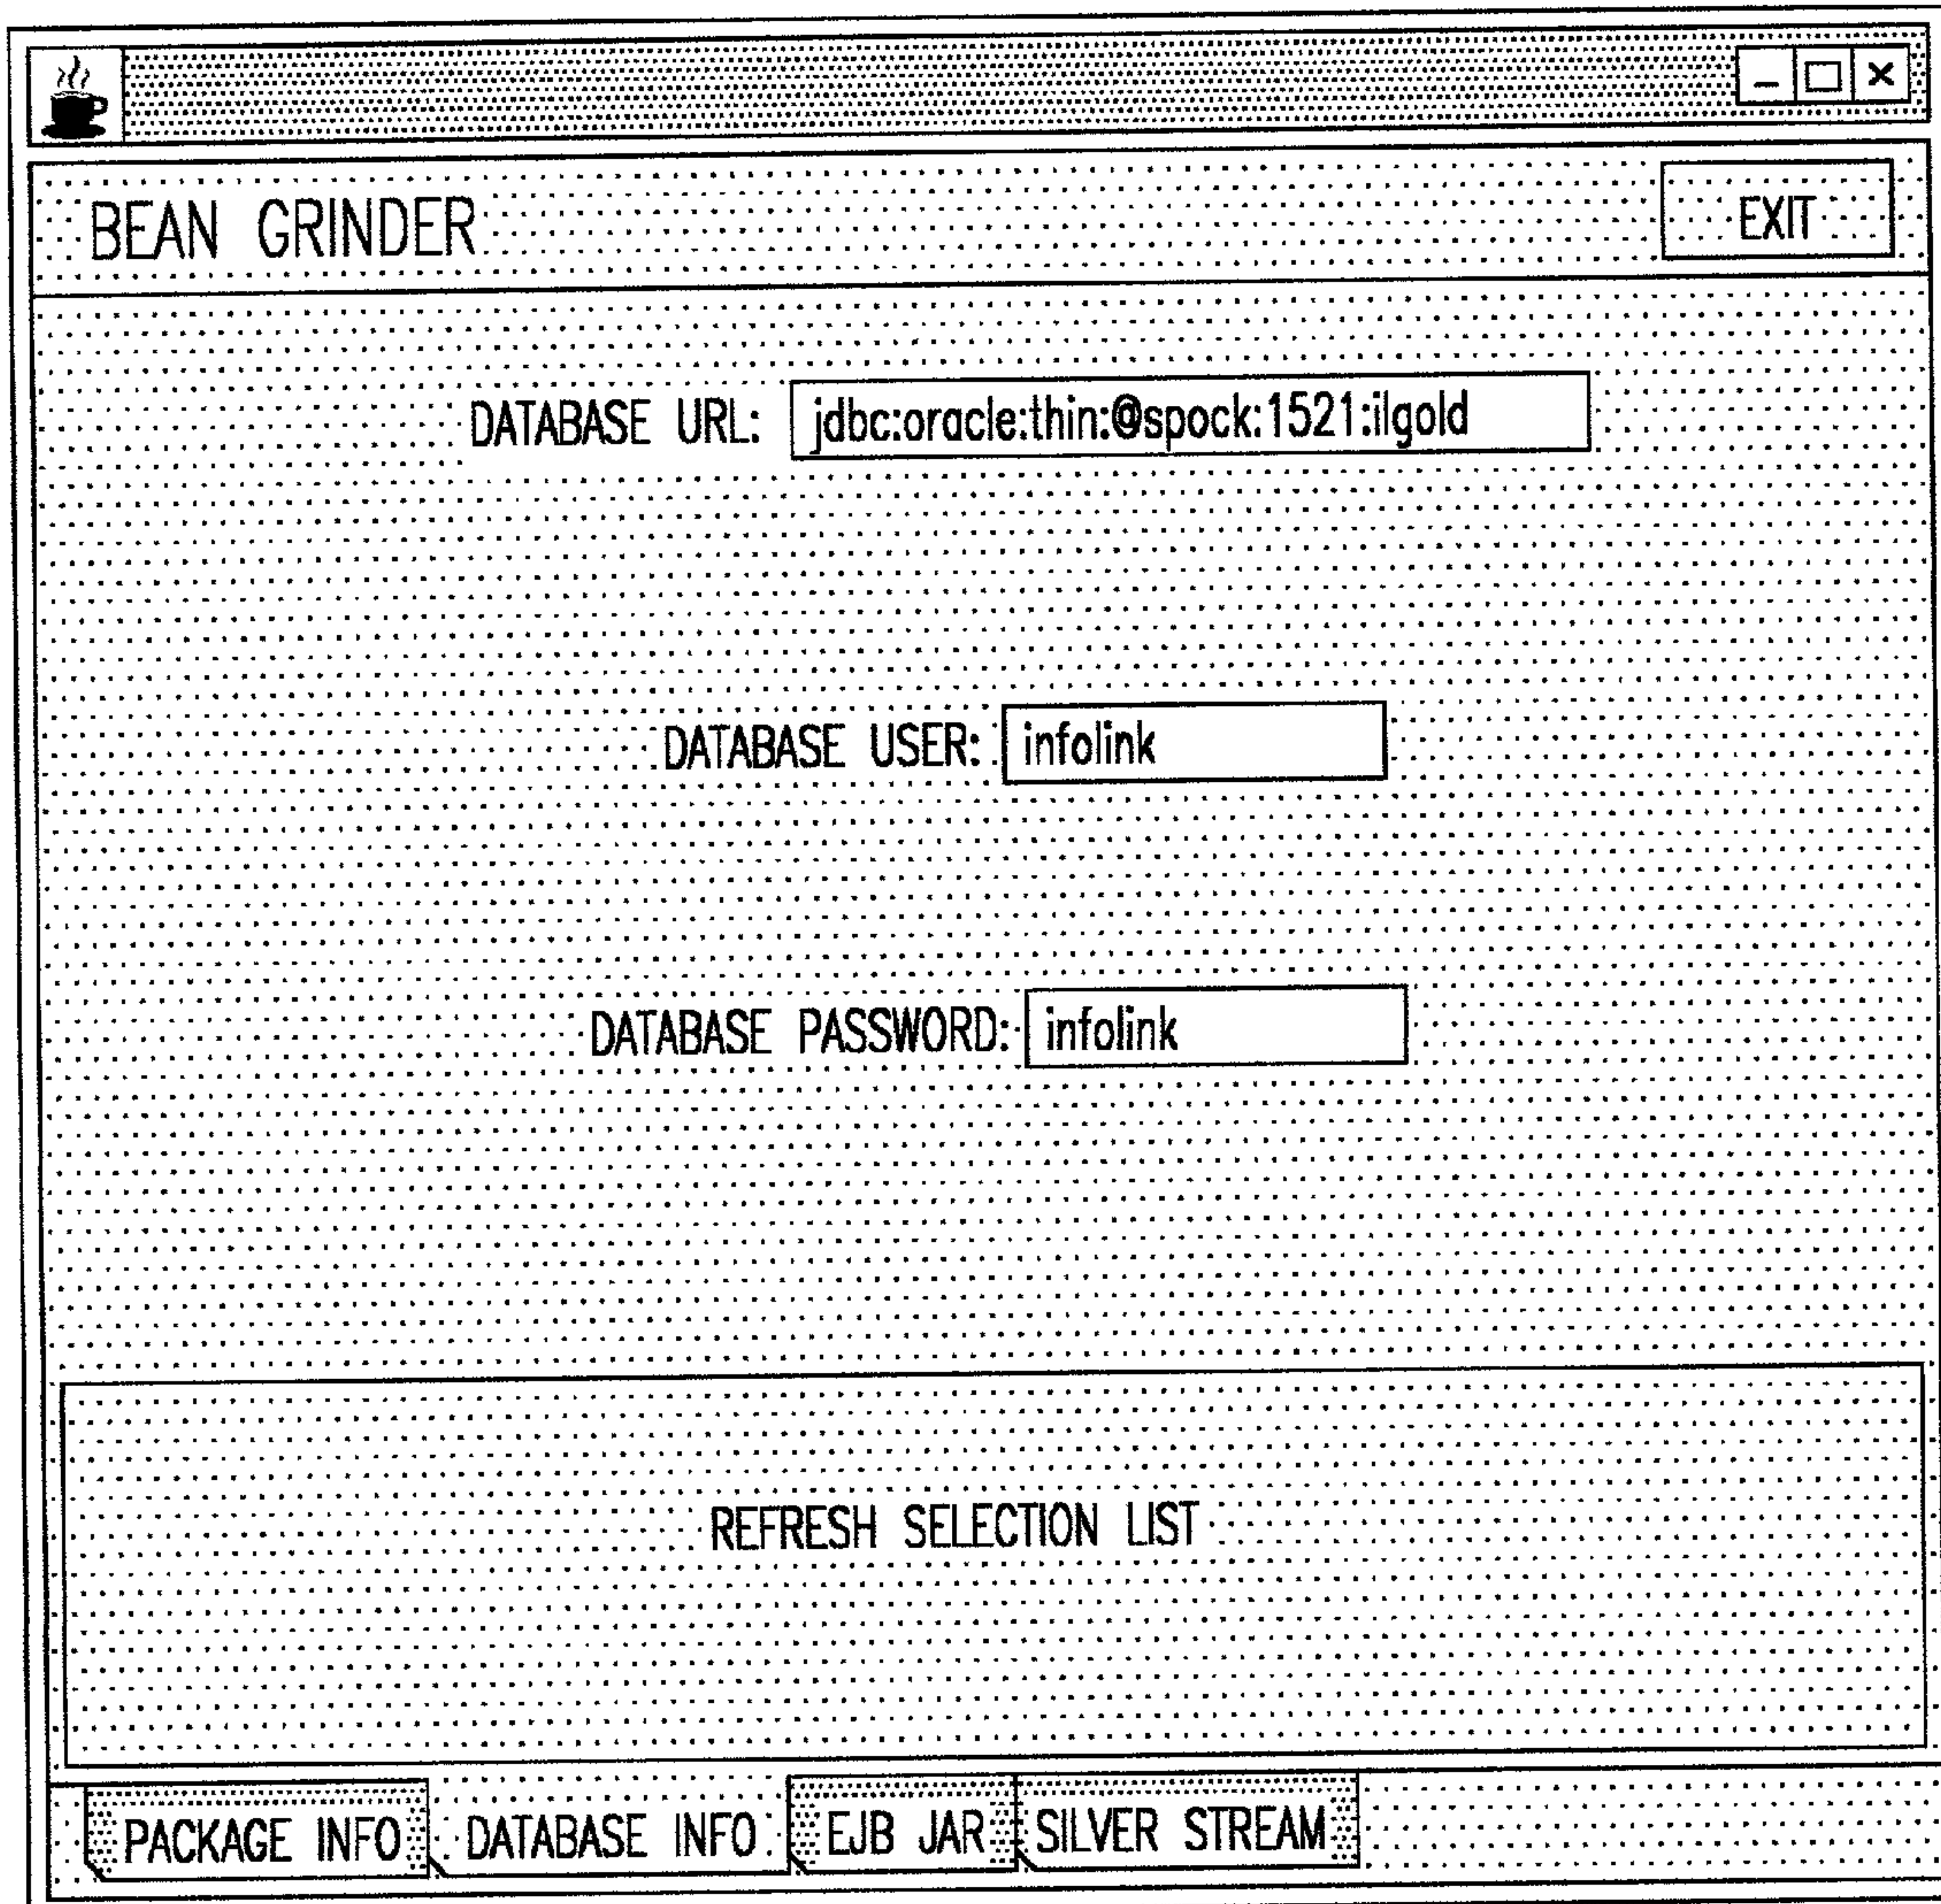 BEAN GRINDER EXIT
DATABASE URL: jdbc:oracle:thin:@spock:1521:ilgold
DATABASE USER: infolink
DATABASE PASSWORD: infolink
REFRESH SELECTION LIST
PACKAGE INFO DATABASE INFO EJB JAR SILVER STREAM